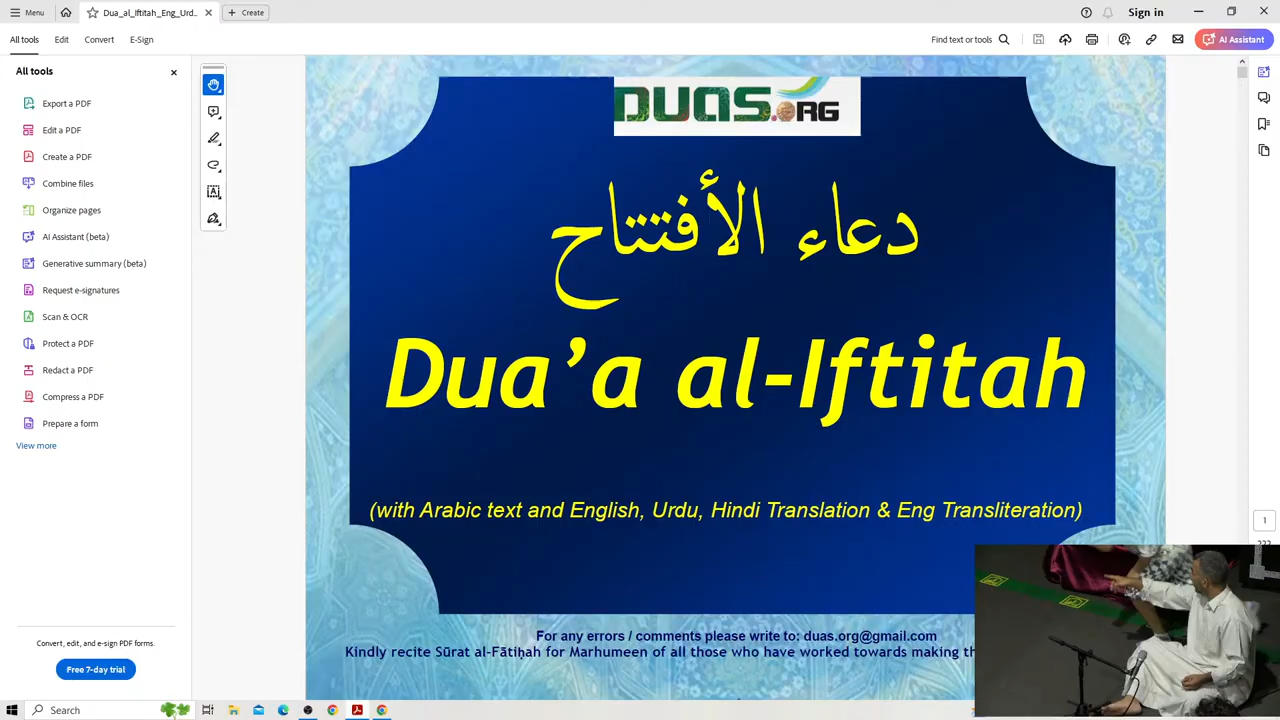 Menu
Dua_al_Iftitah_Eng_Urd...
Create
Sign in
All tools
Edit
Convert
E-Sign
Find text or tools
AI Assistant
All tools
Export a PDF
Edit a PDF
Create a PDF
Combine files
Organize pages
AI Assistant (beta)
Generative summary (beta)
Request e-signatures
Scan & OCR
Protect a PDF
Redact a PDF
Compress a PDF
Prepare a form
View more
Convert, edit, and e-sign PDF forms.
Free 7-day trial
DUAS.ORG
دعاء الأفتتاح
Dua’a al-Iftitah
(with Arabic text and English, Urdu, Hindi Translation & Eng Transliteration)
For any errors / comments please write to: duas.org@gmail.com
Kindly recite Sūrat al-Fātiḥah for Marhumeen of all those who have worked towards making th
1
Search